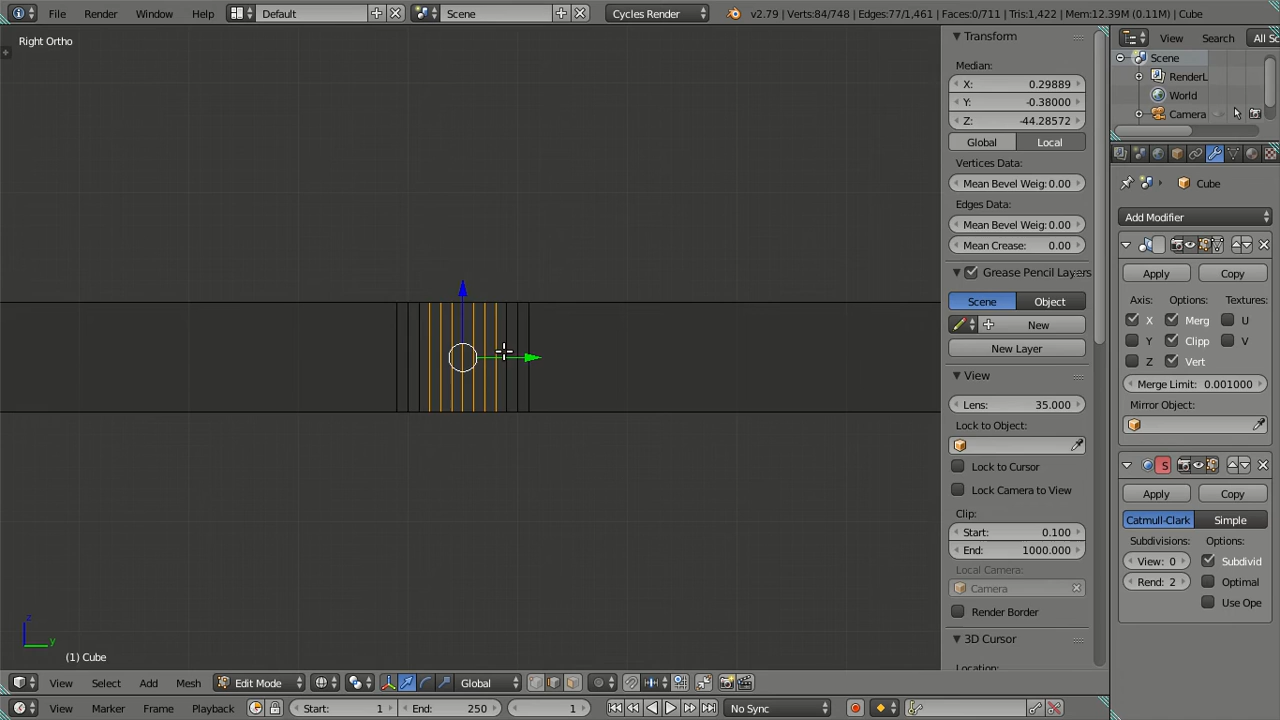 File Render Window Help Default Scene Cycles Render v2.79 | Verts:84/748 | Edges:77/1,461 | Faces:0/711 | Tris:1,422 | Mem:12.39M (0.11M) | Cube
Right Ortho
Transform
Median:
X: 0.29889
Y: -0.38000
Z: -44.28572
Global Local
Vertices Data:
Mean Bevel Weig: 0.00
Edges Data:
Mean Bevel Weig: 0.00
Mean Crease: 0.00
Grease Pencil Layers
Scene Object
New
New Layer
View
Lens: 35.000
Lock to Object:
Lock to Cursor
Lock Camera to View
Clip:
Start: 0.100
End: 1000.000
Local Camera:
Camera
Render Border
3D Cursor
Location:
View Search All Sc
Scene
RenderL
World
Camera
Cube
Add Modifier
Apply Copy
Axis: Options: Textures:
X Merg U
Y Clipp V
Z Vert
Merge Limit: 0.001000
Mirror Object:
S
Apply Copy
Catmull-Clark Simple
Subdivisions: Options:
View: 0 Subdivid
Rend: 2 Optimal
Use Ope
z
y
(1) Cube
View Select Add Mesh Edit Mode Global
View Marker Frame Playback Start: 1 End: 250 1 No Sync